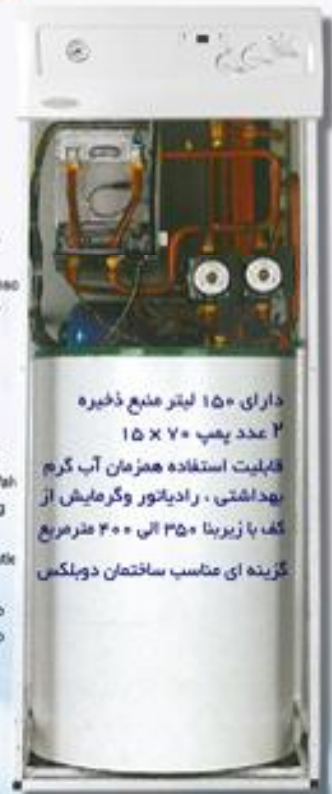 دارای ۱۵۰ لیتر منبع ذخیره
۲ عدد پمپ ۷۰ × ۱۵
قابلیت استفاده همزمان آب گرم
بهداشتی ، رادیاتور وگرمایش از
کف با زیربنا ۳۵۰ الی ۴۰۰ مترمربع
گزینه ای مناسب ساختمان دوبلکس